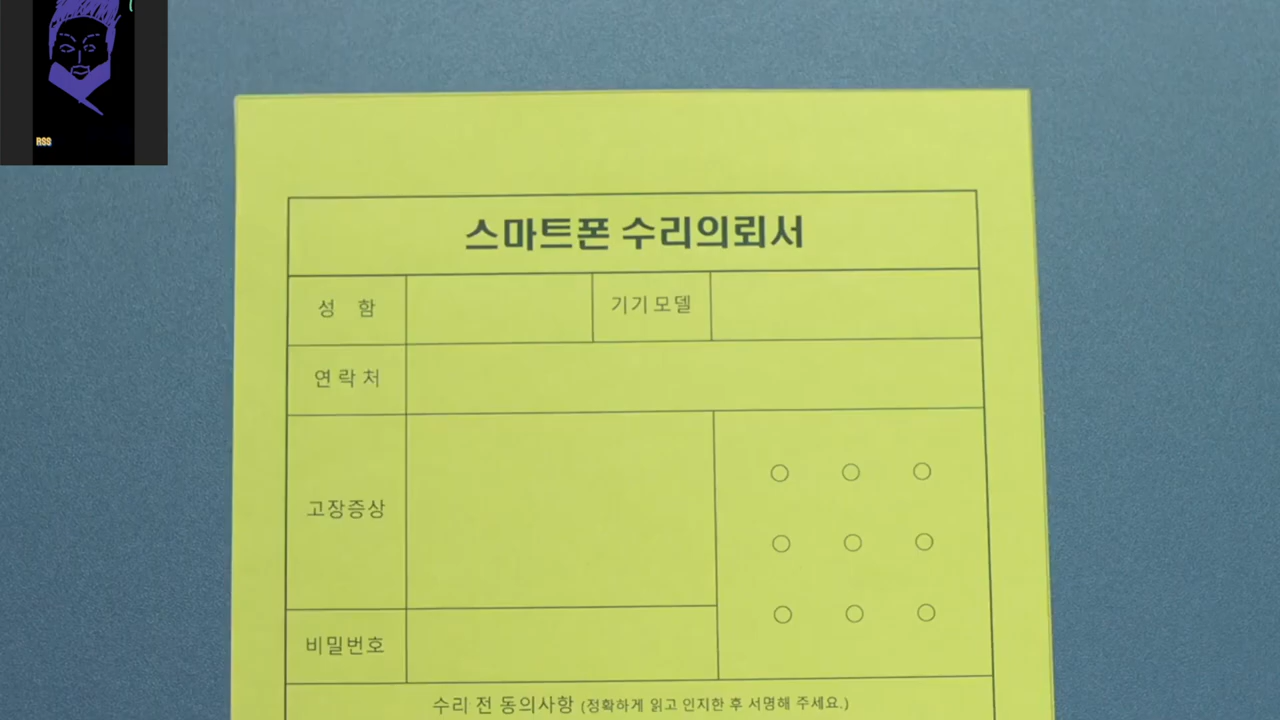 RSS
스마트폰 수리의뢰서
성 함
기기 모델
연 락 처
고장증상
비밀번호
수리 전 동의사항 (정확하게 읽고 인지한 후 서명해 주세요.)